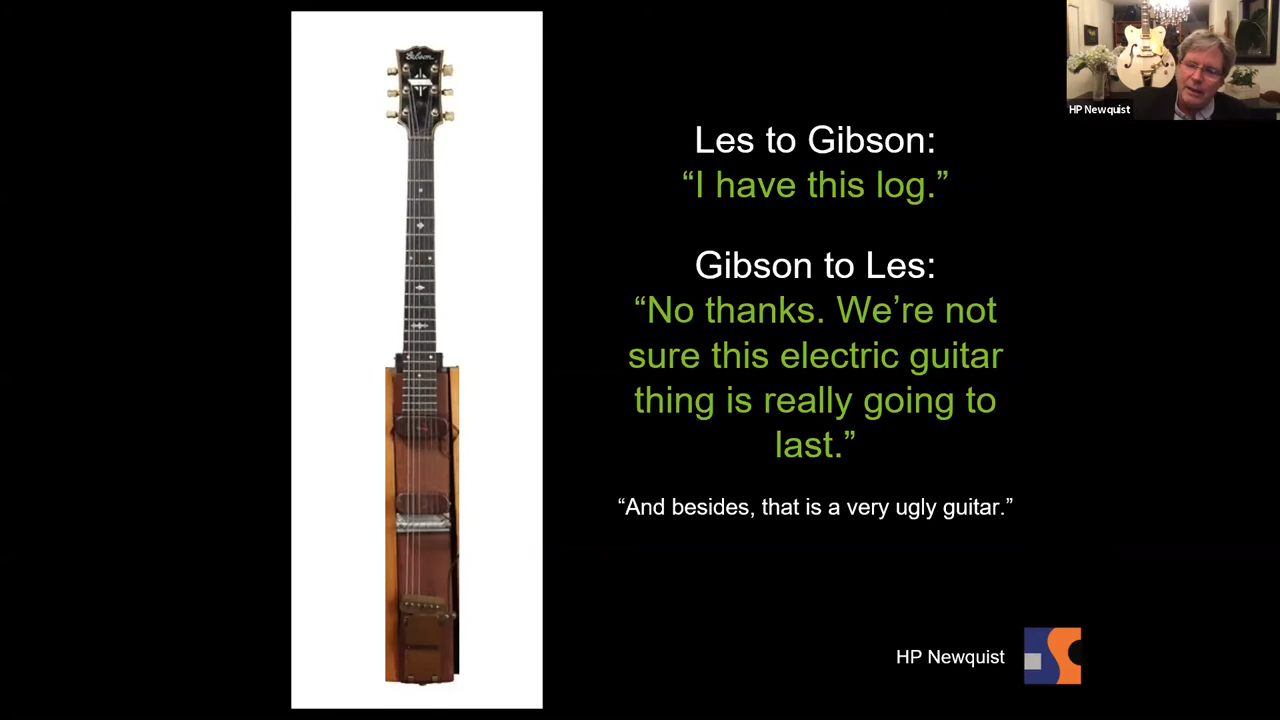 Gibson
HP Newquist
Les to Gibson:
“I have this log.”
Gibson to Les:
“No thanks. We’re not
sure this electric guitar
thing is really going to
last.”
“And besides, that is a very ugly guitar.”
HP Newquist